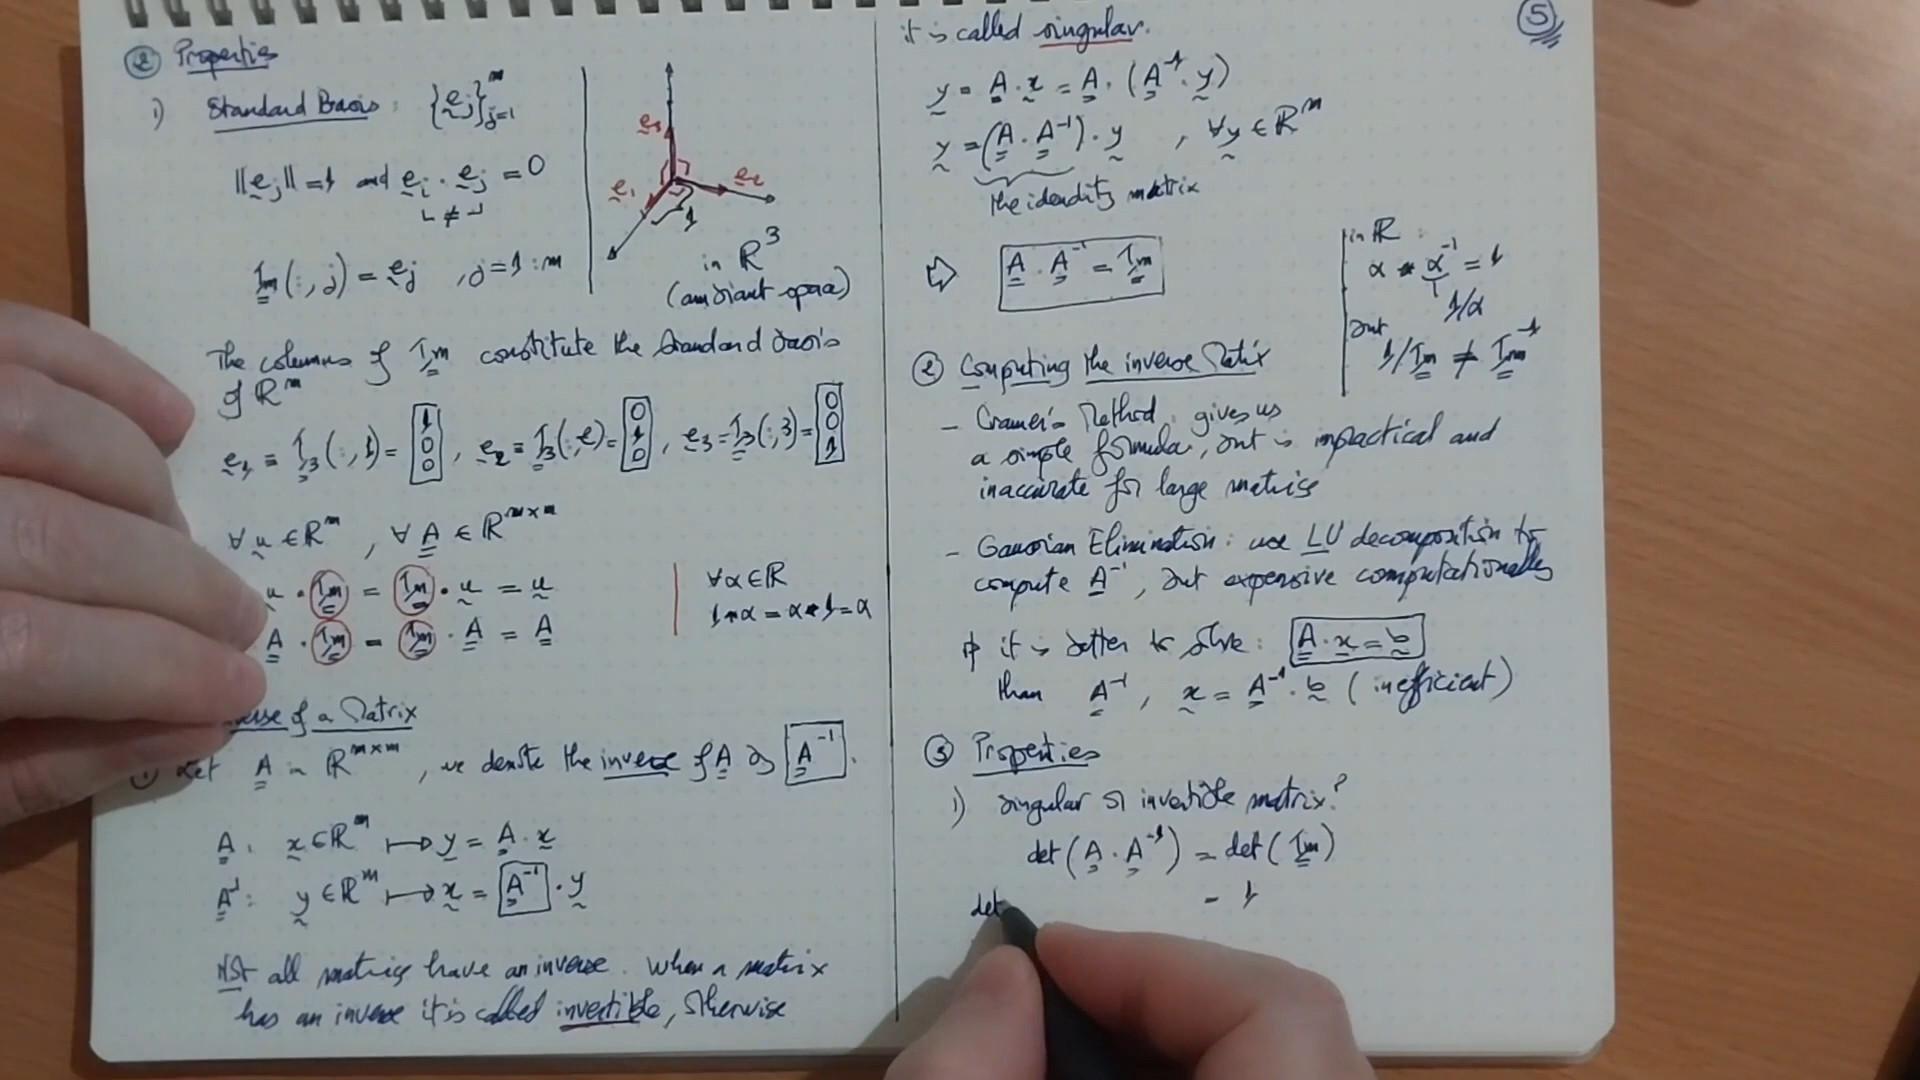 ② Properties
i) Standard Basis : {e_j}_{j=1}^m
||e_j|| = 1 and e_i · e_j = 0
i ≠ j
I_m(:, j) = e_j , j = 1 : m
e_3
e_1
e_2
1
in ℝ^3
(ambiant space)
The columns of I_m constitute the standard basis
of ℝ^m
e_1 = I_3(:, 1) = [1 0 0] , e_2 = I_3(:, 2) = [0 1 0] , e_3 = I_3(:, 3) = [0 0 1]
∀ u ∈ ℝ^m , ∀ A ∈ ℝ^{m×m}
u · I_m = I_m · u = u
A · I_m = I_m · A = A
∀α ∈ ℝ
1*α = α*1 = α
of a Matrix
Let A in ℝ^{m×m} , we denote the inverse of A as A^{-1}.
A : x ∈ ℝ^m ↦ y = A · x
A^{-1} : y ∈ ℝ^m ↦ x = A^{-1} · y
Not all matrices have an inverse. When a matrix
has an inverse it is called invertible, otherwise
⑤
it is called singular.
y = A · x = A · (A^{-1} · y)
y = (A · A^{-1}) · y , ∀y ∈ ℝ^m
the idendity matrix
⇨ A · A^{-1} = I_m
in ℝ :
α * α^{-1} = 1
1/α
but
1/I_m ≠ I_m^{-1}
② Computing the inverse Matrix
- Cramer's Method : gives us
a simple formula, but is impractical and
inaccurate for large matrices
- Gaussian Elimination : use LU decomposition to
compute A^{-1}, but expensive computationally
it is better to solve : A · x = b
than A^{-1} , x = A^{-1} · b (inefficient)
③ Properties
i) singular or invertible matrix?
det(A · A^{-1}) = det(I_m)
= 1
det